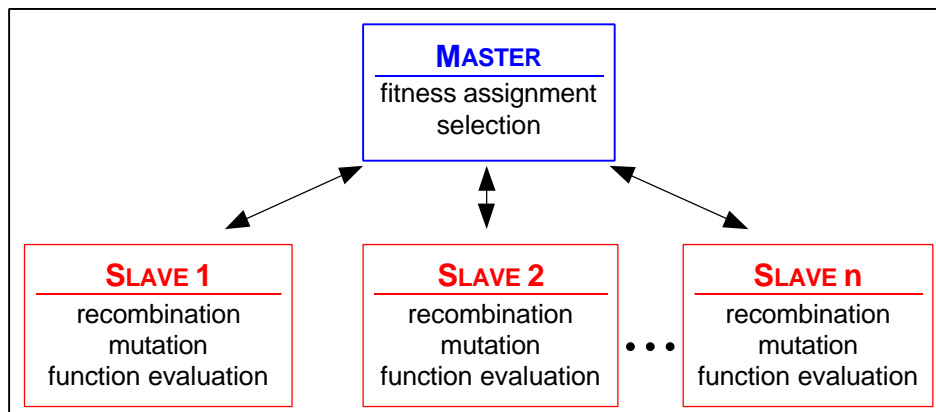 MASTER
fitness assignment
selection
SLAVE 1
recombination
mutation
function evaluation
SLAVE 2
recombination
mutation
function evaluation
SLAVE n
recombination
mutation
function evaluation